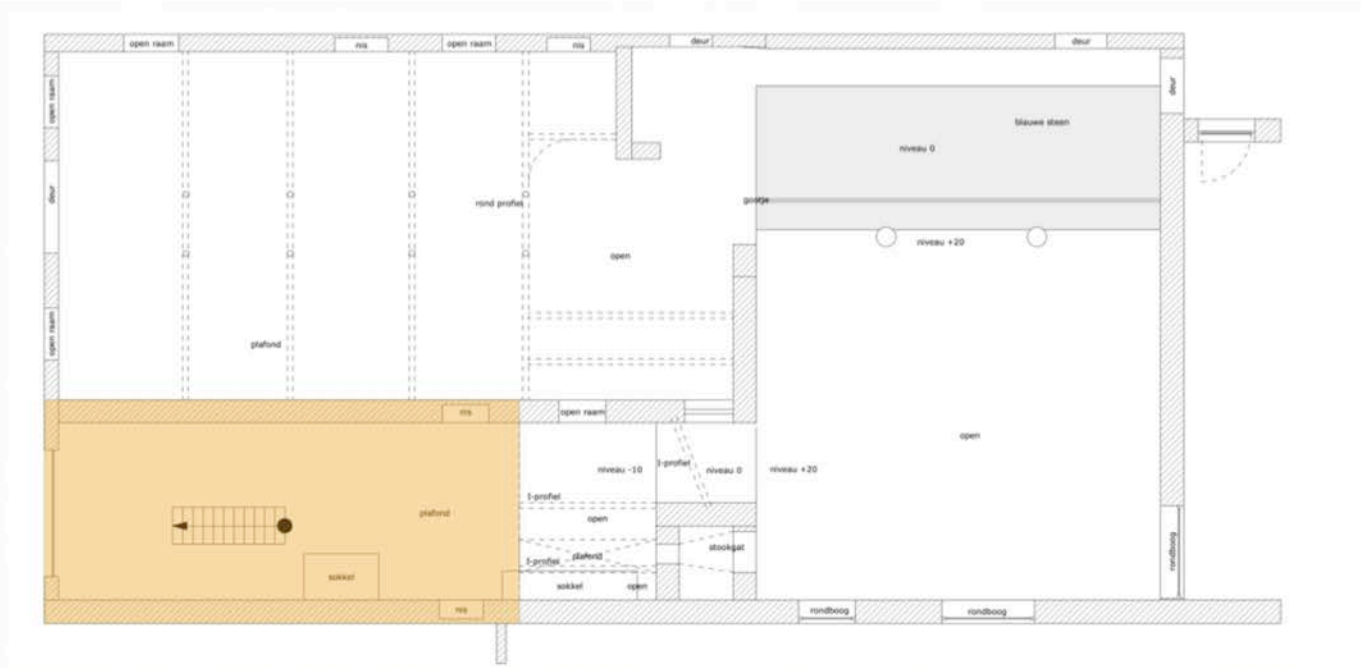 open raam
nis
open raam
nis
deur
deur
open raam
deur
blauwe steen
niveau 0
deur
rond profiel
gootje
niveau +20
open
open raam
plafond
nis
open raam
open
niveau -10
I-profiel
niveau 0
niveau +20
I-profiel
plafond
open
stookgat
plafond
I-profiel
rondboog
sokkel
sokkel
open
nis
rondboog
rondboog